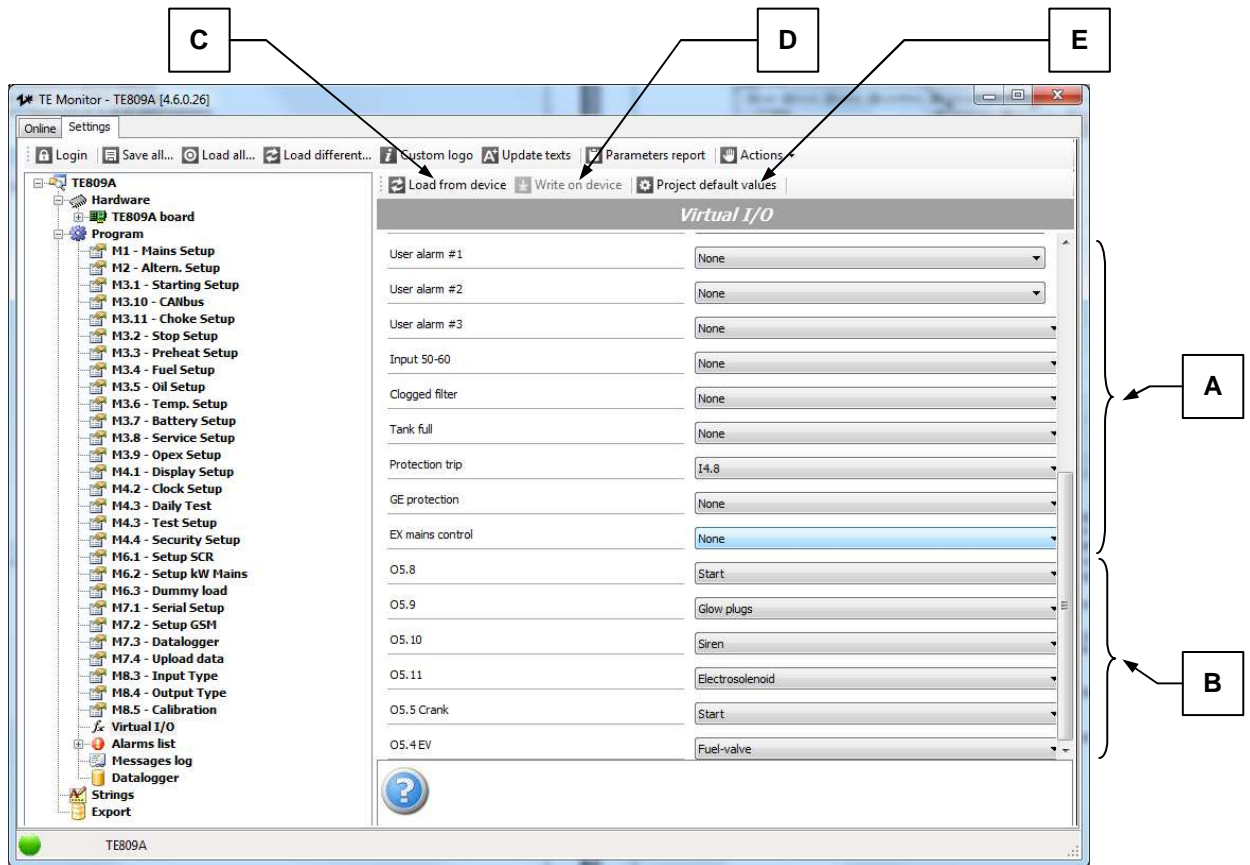 C
D
E
TE Monitor - TE809A [4.6.0.26]
Online Settings
Login Save all... Load all... Load different... Custom logo Update texts Parameters report Actions
Load from device Write on device Project default values
Virtual I/O
TE809A
Hardware
TE809A board
Program
M1 - Mains Setup
M2 - Altern. Setup
M3.1 - Starting Setup
M3.10 - CANbus
M3.11 - Choke Setup
M3.2 - Stop Setup
M3.3 - Preheat Setup
M3.4 - Fuel Setup
M3.5 - Oil Setup
M3.6 - Temp. Setup
M3.7 - Battery Setup
M3.8 - Service Setup
M3.9 - Opex Setup
M4.1 - Display Setup
M4.2 - Clock Setup
M4.3 - Daily Test
M4.3 - Test Setup
M4.4 - Security Setup
M6.1 - Setup SCR
M6.2 - Setup kW Mains
M6.3 - Dummy load
M7.1 - Serial Setup
M7.2 - Setup GSM
M7.3 - Datalogger
M7.4 - Upload data
M8.3 - Input Type
M8.4 - Output Type
M8.5 - Calibration
fx Virtual I/O
Alarms list
Messages log
Datalogger
Strings
Export
User alarm #1 None
User alarm #2 None
User alarm #3 None
Input 50-60 None
Clogged filter None
Tank full None
Protection trip I4.8
GE protection None
EX mains control None
O5.8 Start
O5.9 Glow plugs
O5.10 Siren
O5.11 Electrosolenoid
O5.5 Crank Start
O5.4 EV Fuel-valve
A
B
TE809A